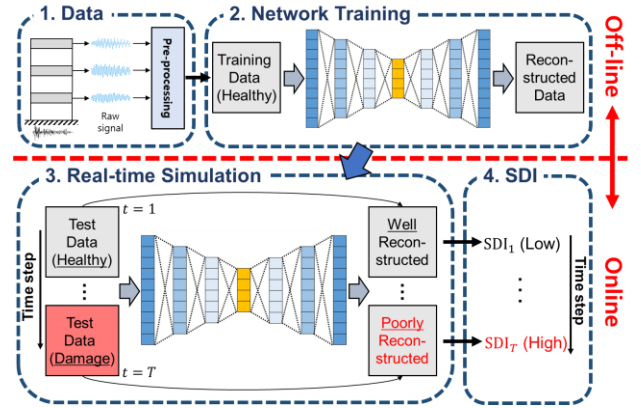 1. Data
2. Network Training
Pre-processing
Raw
signal
Training
Data
(Healthy)
Recon-
structed
Data
Off-line
3. Real-time Simulation
4. SDI
t = 1
Time step
Test
Data
(Healthy)
⋮
Test
Data
(Damage)
t = T
Well
Recon-
structed
⋮
Poorly
Recon-
structed
SDI₁ (Low)
⋮
SDI_T (High)
Time step
Online